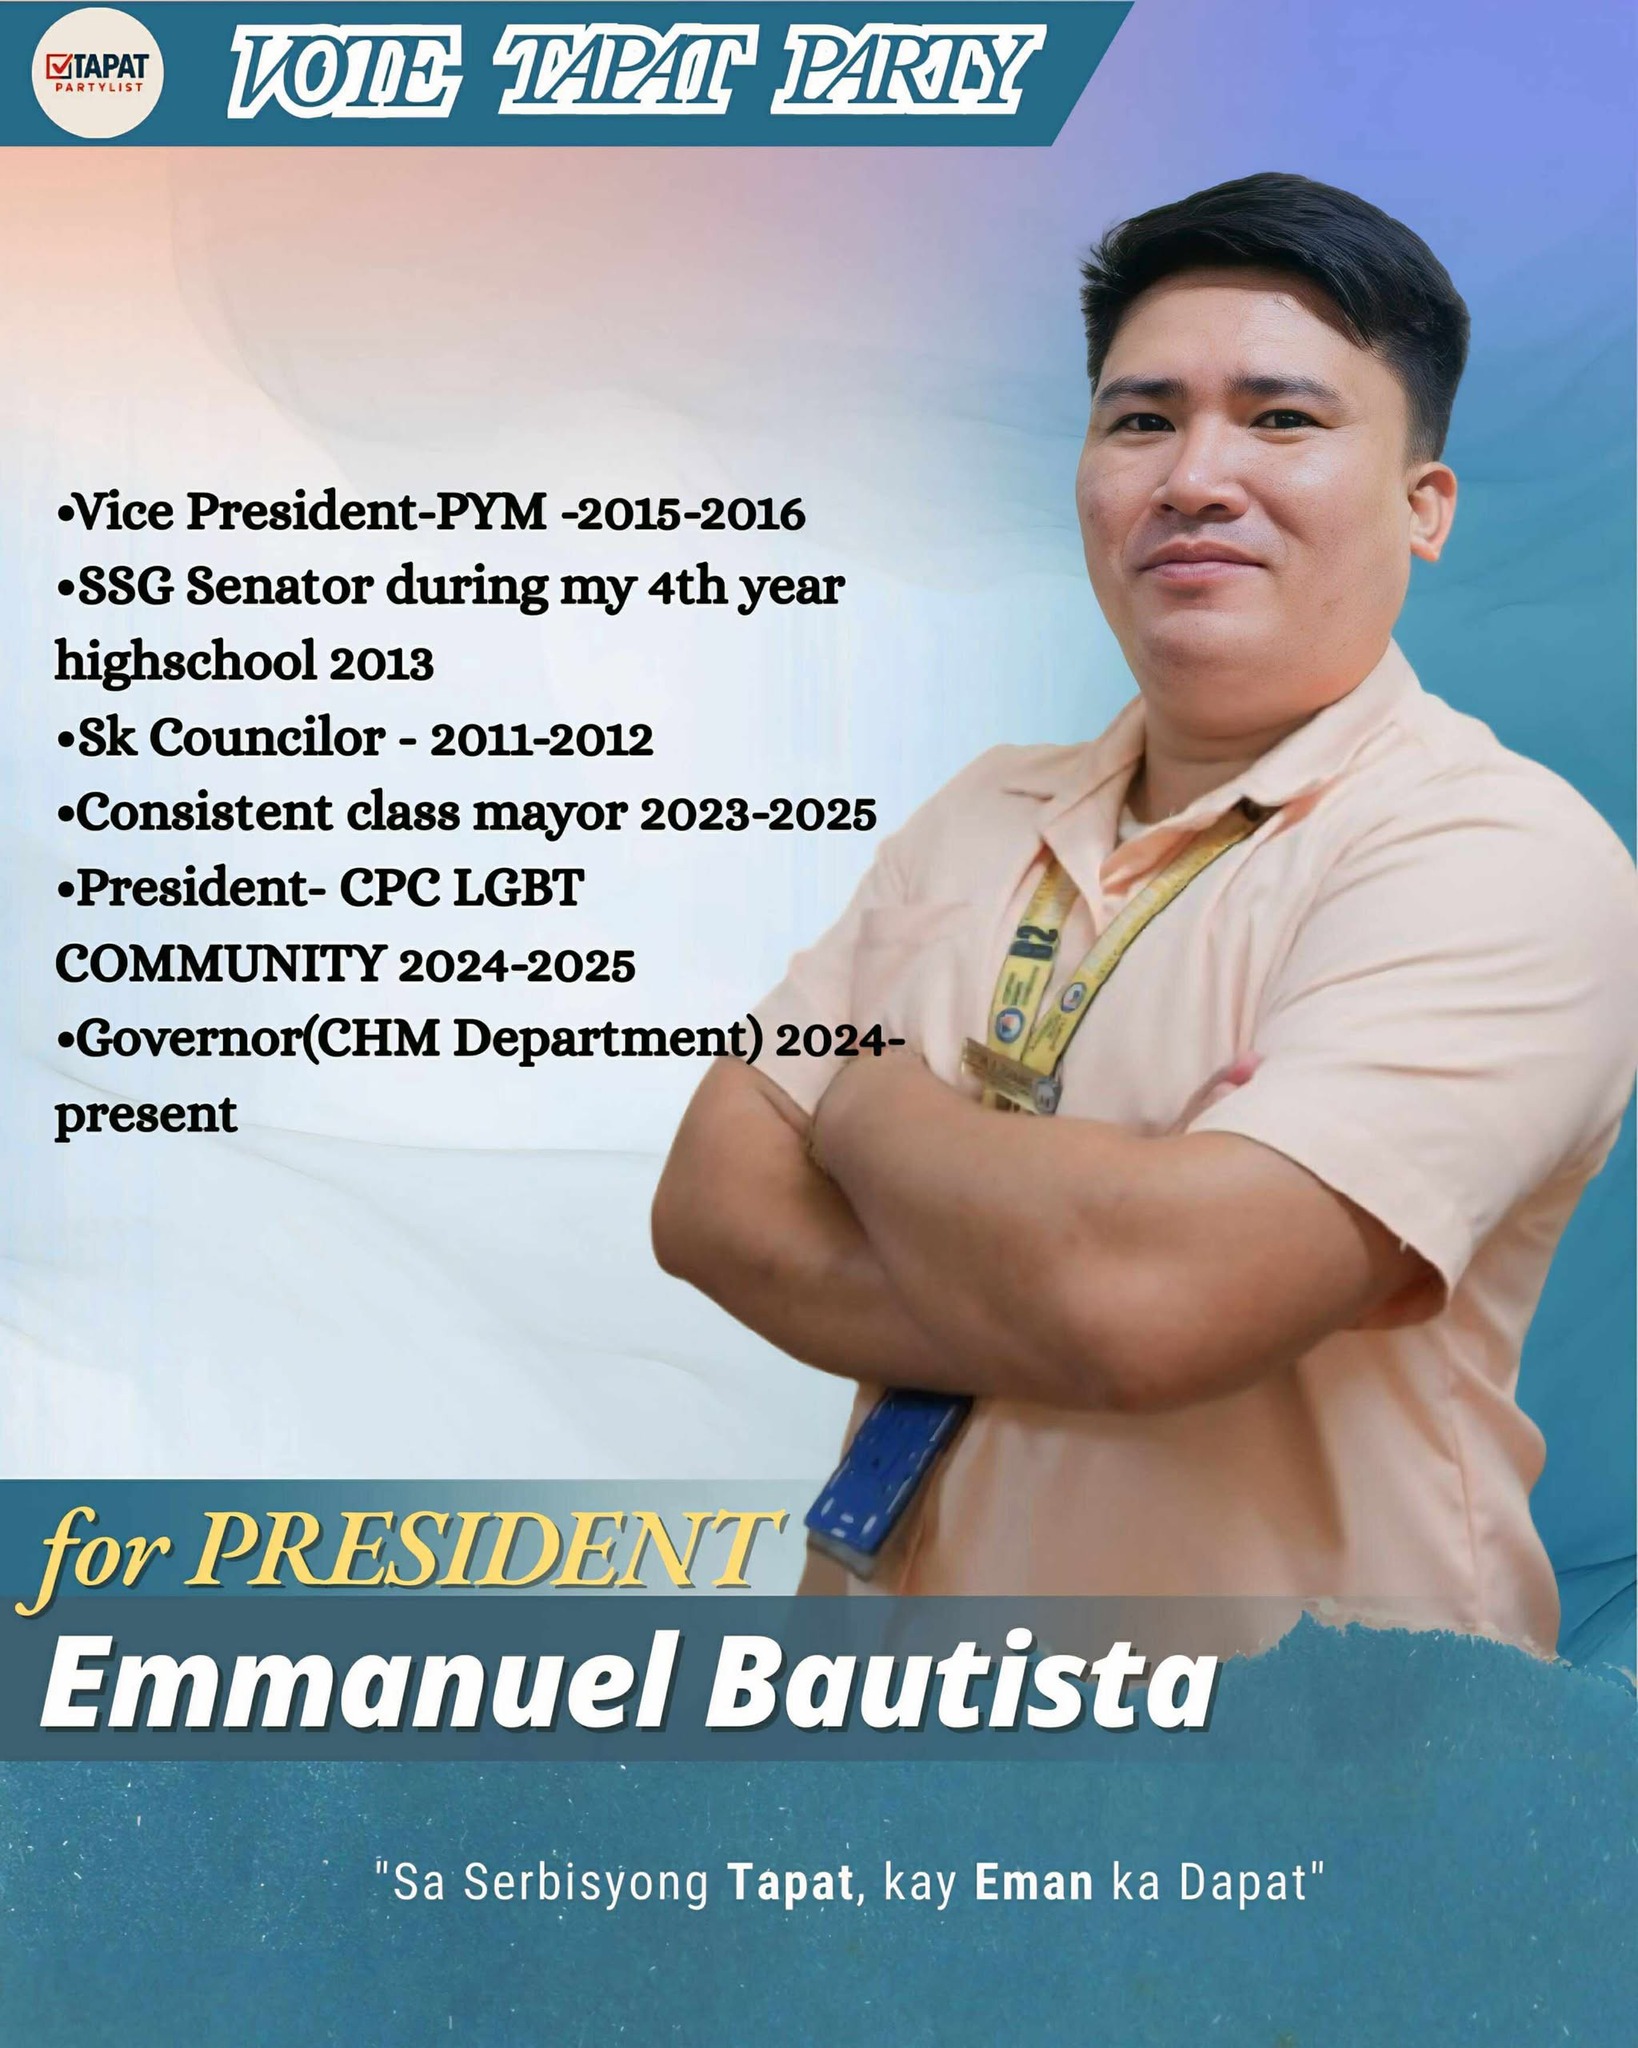 TAPAT
PARTYLIST
VOTE TAPAT PARTY
•Vice President-PYM -2015-2016
•SSG Senator during my 4th year
highschool 2013
•Sk Councilor - 2011-2012
•Consistent class mayor 2023-2025
•President- CPC LGBT
COMMUNITY 2024-2025
•Governor(CHM Department) 2024-
present
for PRESIDENT
Emmanuel Bautista
"Sa Serbisyong Tapat, kay Eman ka Dapat"